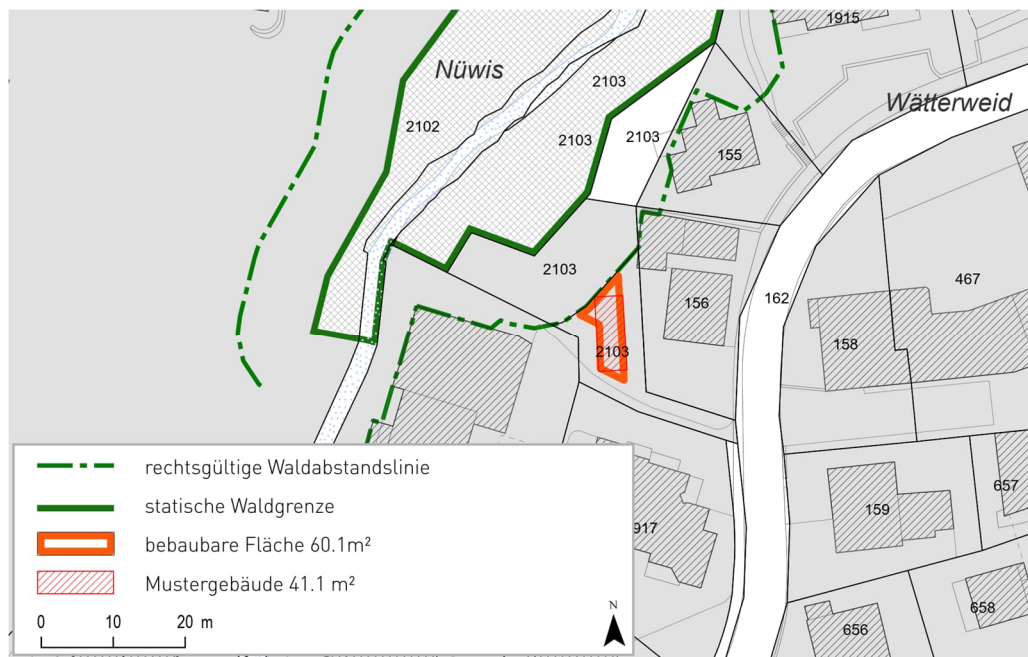 1915
Nüwis
2103
Wätterweid
2102
2103
2103
155
2103
467
156
162
158
2103
rechtsgültige Waldabstandslinie
statische Waldgrenze
657
159
917
bebaubare Fläche 60.1m²
Mustergebäude 41.1 m²
N
0 10 20 m
658
656